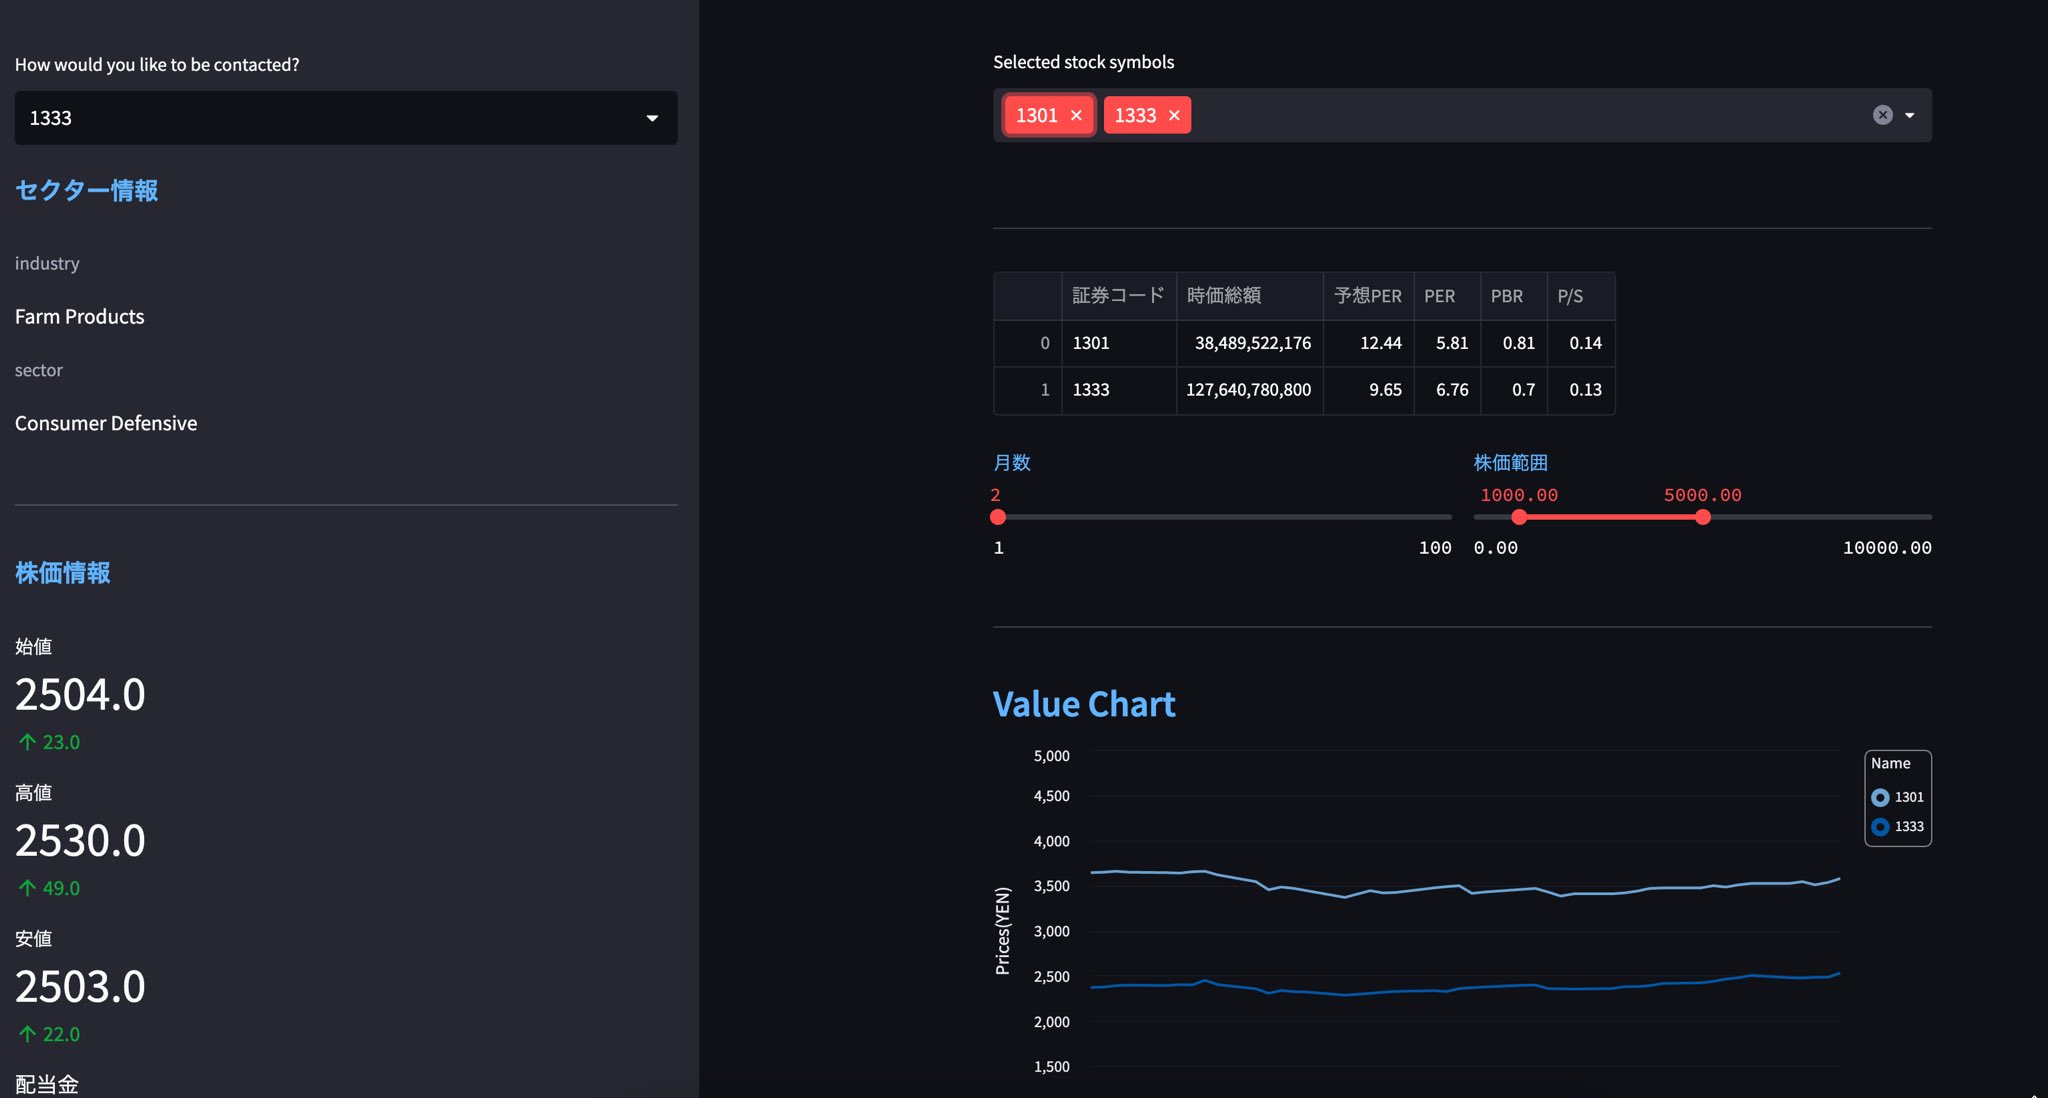 How would you like to be contacted?
1333
セクター情報
industry
Farm Products
sector
Consumer Defensive
株価情報
始値
2504.0
↑ 23.0
高値
2530.0
↑ 49.0
安値
2503.0
↑ 22.0
配当金
Selected stock symbols
1301 × 1333 ×
証券コード 時価総額 予想PER PER PBR P/S
0 1301 38,489,522,176 12.44 5.81 0.81 0.14
1 1333 127,640,780,800 9.65 6.76 0.7 0.13
月数
2
1 100
株価範囲
1000.00 5000.00
0.00 10000.00
Value Chart
5,000
4,500
4,000
3,500
3,000
2,500
2,000
1,500
Prices(YEN)
Name
1301
1333